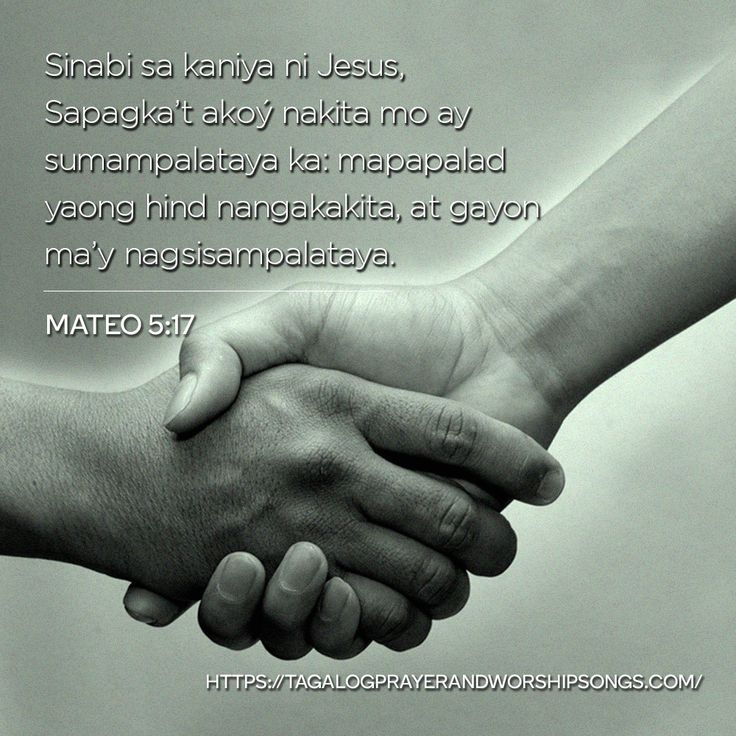 Sinabi sa kaniya ni Jesus,
Sapagka't akoý nakita mo ay
sumampalataya ka: mapapalad
yaong hind nangakakita, at gayon
ma'y nagsisampalataya.
MATEO 5:17
HTTPS://TAGALOGPRAYERANDWORSHIPSONGS.COM/